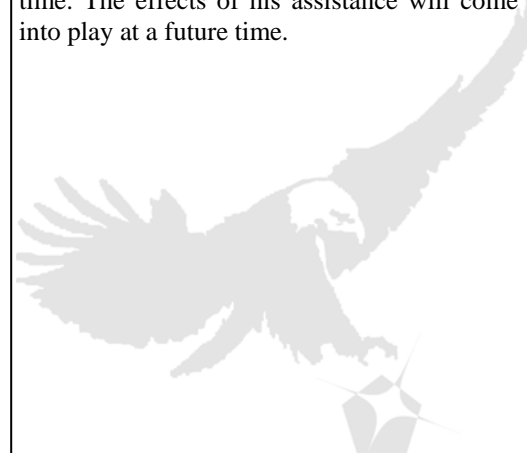 time. The effects of his assistance will come
into play at a future time.